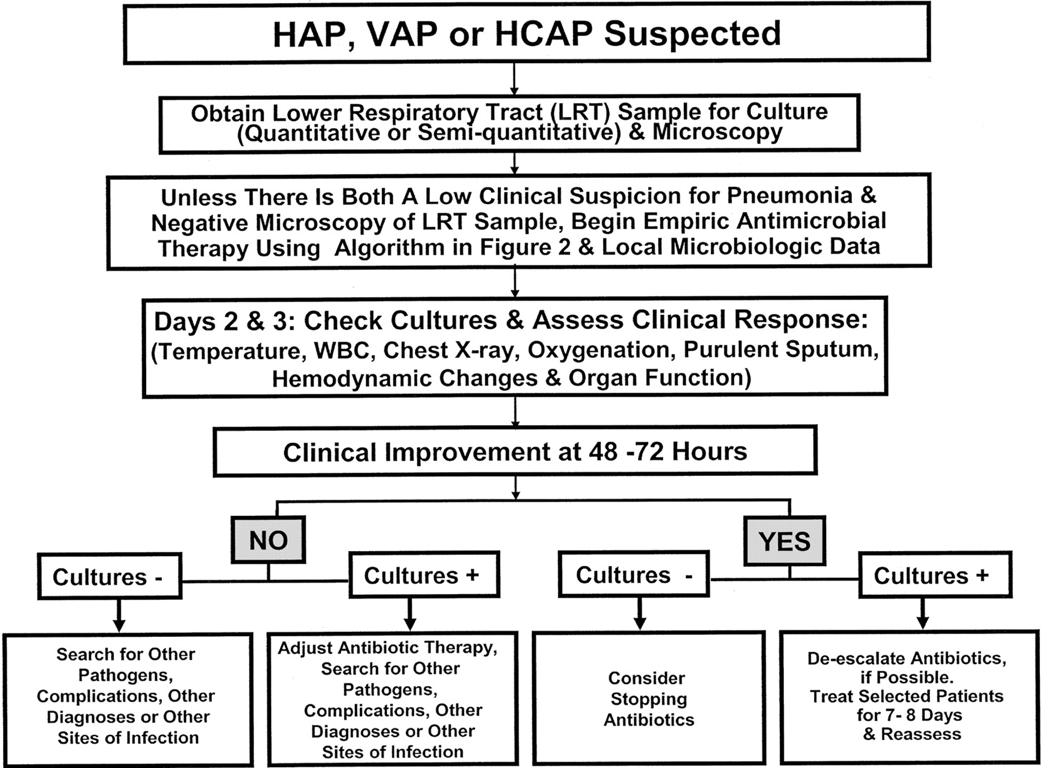 HAP, VAP or HCAP Suspected
Obtain Lower Respiratory Tract (LRT) Sample for Culture
(Quantitative or Semi-quantitative) & Microscopy
Unless There Is Both A Low Clinical Suspicion for Pneumonia &
Negative Microscopy of LRT Sample, Begin Empiric Antimicrobial
Therapy Using Algorithm in Figure 2 & Local Microbiologic Data
Days 2 & 3: Check Cultures & Assess Clinical Response:
(Temperature, WBC, Chest X-ray, Oxygenation, Purulent Sputum,
Hemodynamic Changes & Organ Function)
Clinical Improvement at 48 -72 Hours
NO
YES
Cultures -
Cultures +
Cultures -
Cultures +
Search for Other
Pathogens,
Complications, Other
Diagnoses or Other
Sites of Infection
Adjust Antibiotic Therapy,
Search for Other
Pathogens,
Complications, Other
Diagnoses or Other
Sites of Infection
Consider
Stopping
Antibiotics
De-escalate Antibiotics,
if Possible.
Treat Selected Patients
for 7- 8 Days
& Reassess